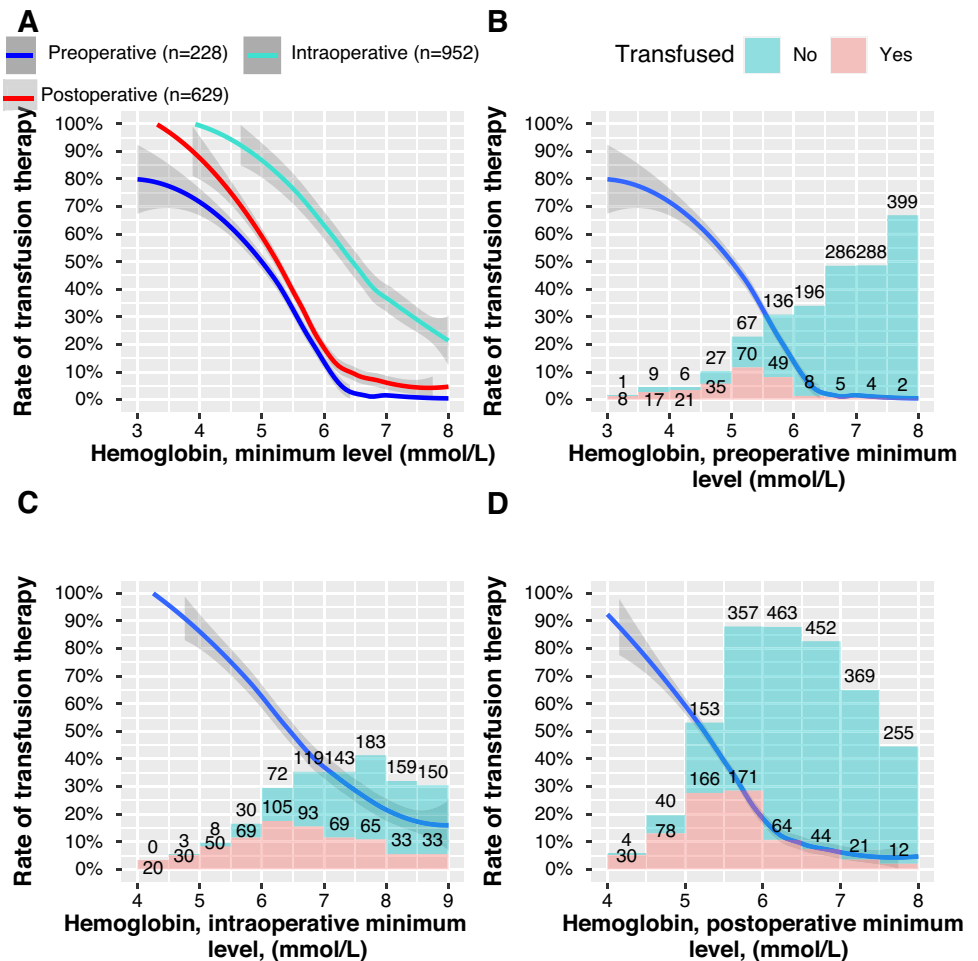 A
Preoperative (n=228)
Intraoperative (n=952)
Postoperative (n=629)
Rate of transfusion therapy
100%
90%
80%
70%
60%
50%
40%
30%
20%
10%
0%
3 4 5 6 7 8
Hemoglobin, minimum level (mmol/L)
B
Transfused No Yes
Rate of transfusion therapy
100%
90%
80%
70%
60%
50%
40%
30%
20%
10%
0%
1 9 6 27 67 136 196 286 288 399
8 17 21 35 70 49 8 5 4 2
3 4 5 6 7 8
Hemoglobin, preoperative minimum
level (mmol/L)
C
Rate of transfusion therapy
100%
90%
80%
70%
60%
50%
40%
30%
20%
10%
0%
0 3 8 30 72 119 143 183 159 150
20 30 50 69 105 93 69 65 33 33
4 5 6 7 8 9
Hemoglobin, intraoperative minimum
level, (mmol/L)
D
Rate of transfusion therapy
100%
90%
80%
70%
60%
50%
40%
30%
20%
10%
0%
4 40 153 357 463 452 369 255
30 78 166 171 64 44 21 12
4 5 6 7 8
Hemoglobin, postoperative minimum
level, (mmol/L)